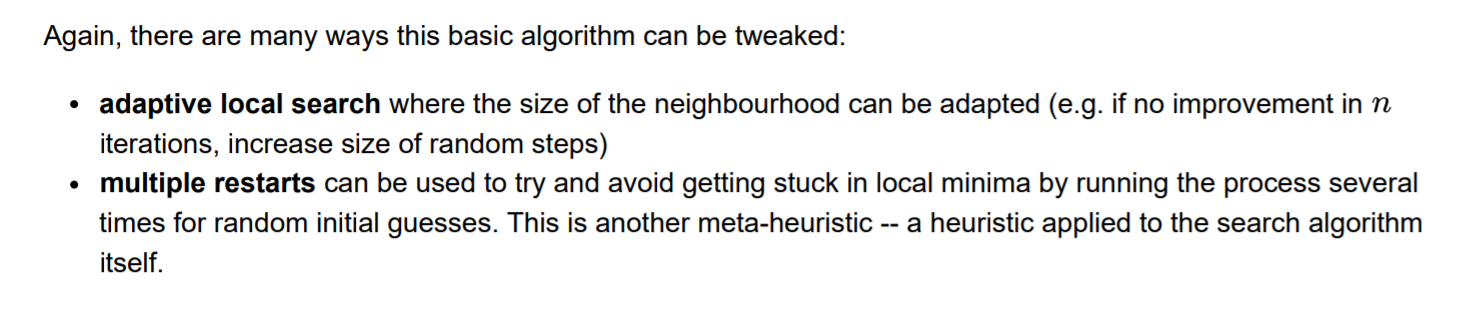 Again, there are many ways this basic algorithm can be tweaked:
• adaptive local search where the size of the neighbourhood can be adapted (e.g. if no improvement in n
iterations, increase size of random steps)
• multiple restarts can be used to try and avoid getting stuck in local minima by running the process several
times for random initial guesses. This is another meta-heuristic -- a heuristic applied to the search algorithm
itself.